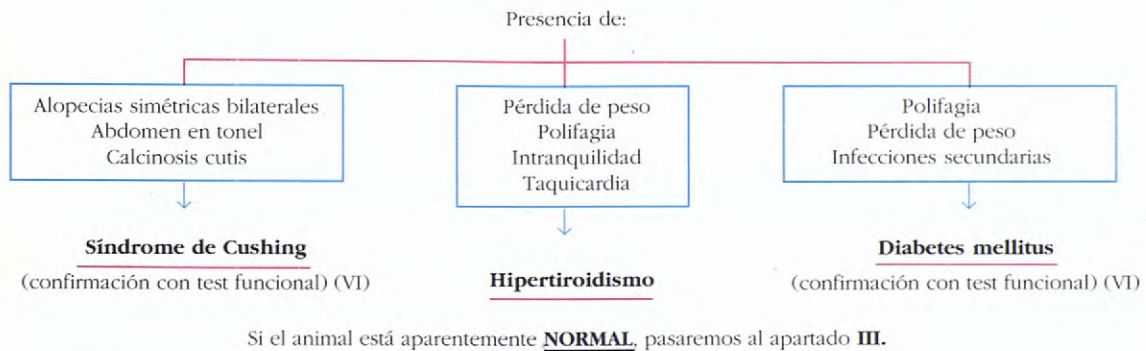 Presencia de:
Alopecias simétricas bilaterales
Abdomen en tonel
Calcinosis cutis
Síndrome de Cushing
(confirmación con test funcional) (VI)
Pérdida de peso
Polifagia
Intranquilidad
Taquicardia
Hipertiroidismo
Polifagia
Pérdida de peso
Infecciones secundarias
Diabetes mellitus
(confirmación con test funcional) (VI)
Si el animal está aparentemente NORMAL, pasaremos al apartado III.